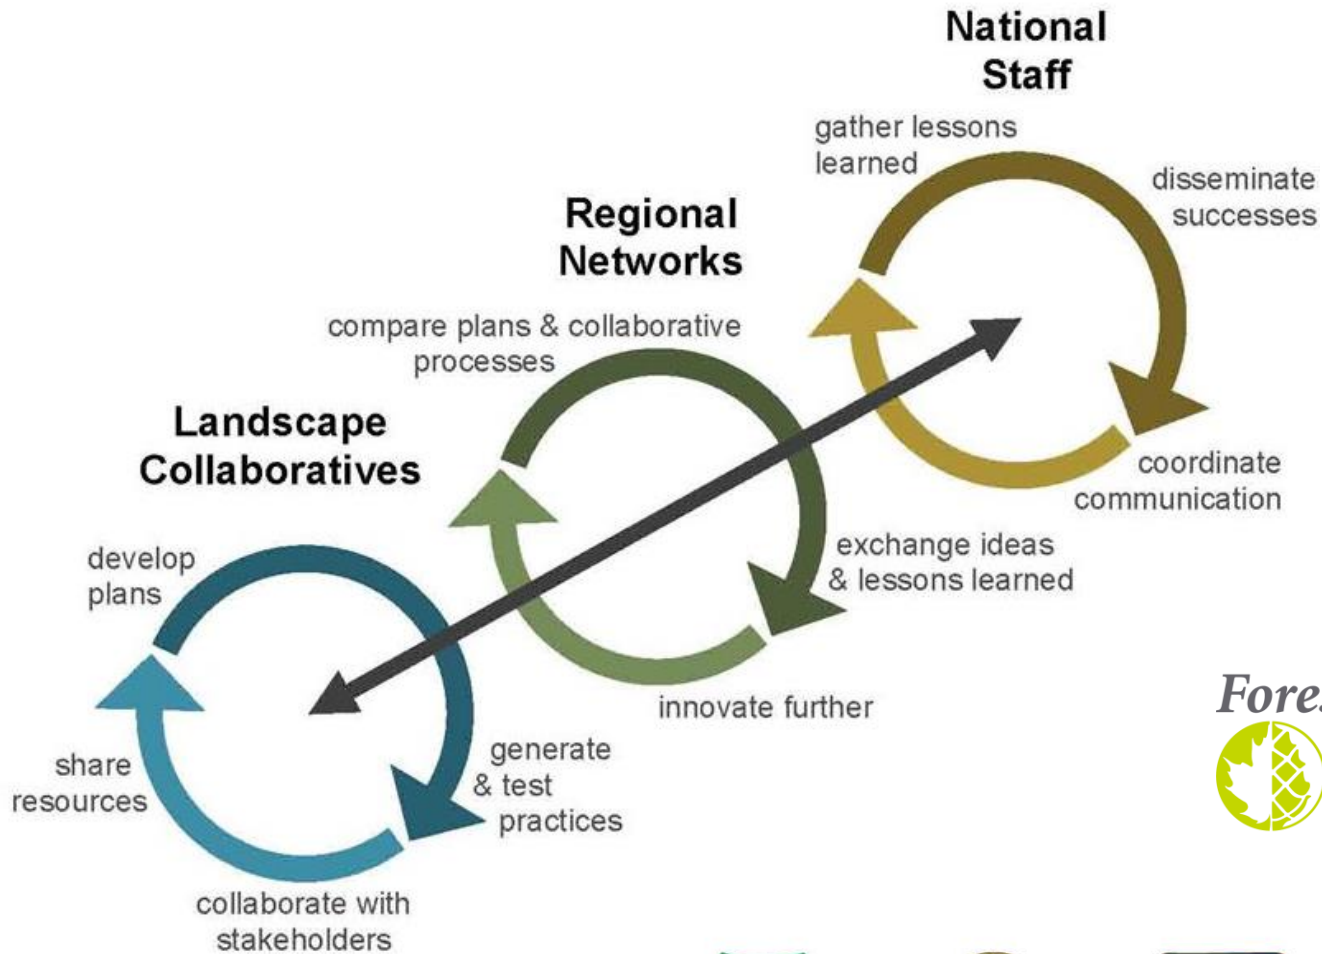 National
Staff
gather lessons
learned
disseminate
successes
coordinate
communication
Regional
Networks
compare plans & collaborative
processes
exchange ideas
& lessons learned
innovate further
Landscape
Collaboratives
develop
plans
generate
& test
practices
collaborate with
stakeholders
share
resources